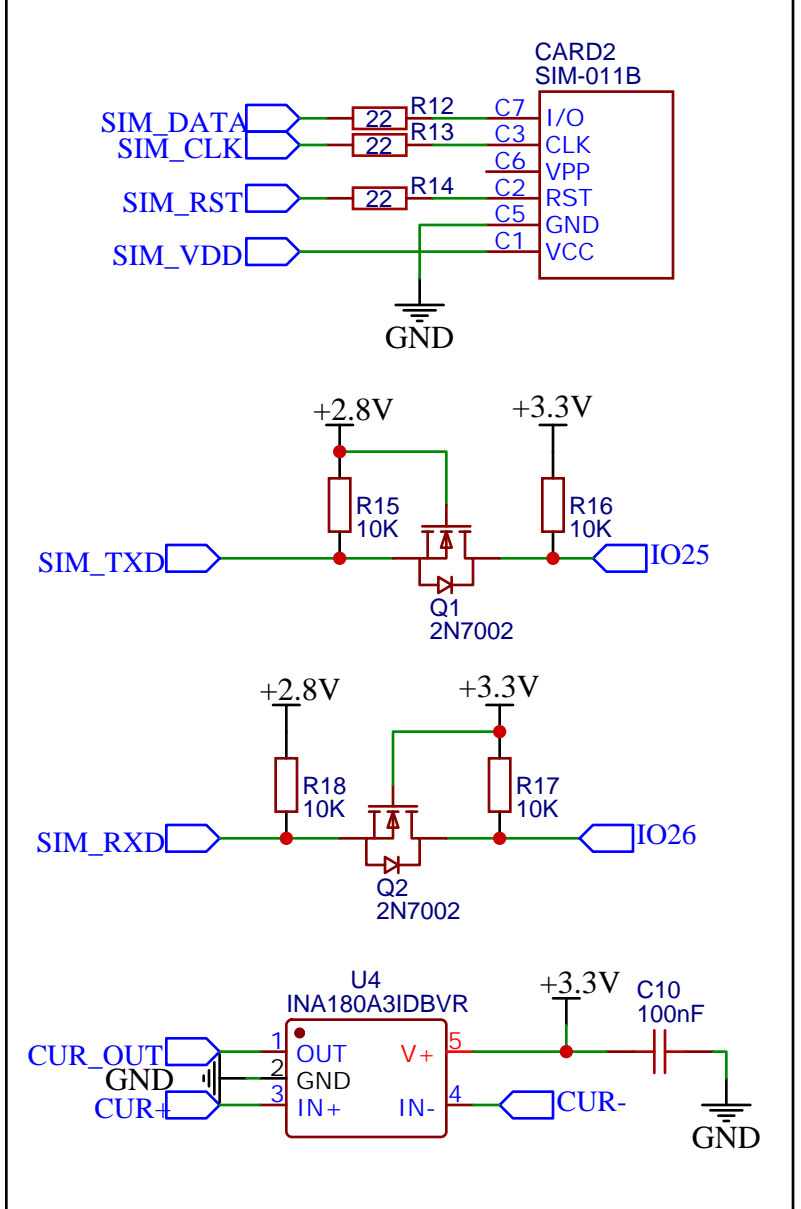 CARD2
SIM-011B
SIM_DATA 22 R12 C7 I/O
SIM_CLK 22 R13 C3 CLK
C6 VPP
SIM_RST 22 R14 C2 RST
C5 GND
SIM_VDD C1 VCC
GND
+2.8V +3.3V
R15 R16
10K 10K
SIM_TXD IO25
Q1
2N7002
+2.8V +3.3V
R18 R17
10K 10K
SIM_RXD IO26
Q2
2N7002
U4 +3.3V C10
INA180A3IDBVR 100nF
CUR_OUT 1 OUT V+ 5
GND 2 GND
CUR+ 3 IN+ IN- 4 CUR-
GND